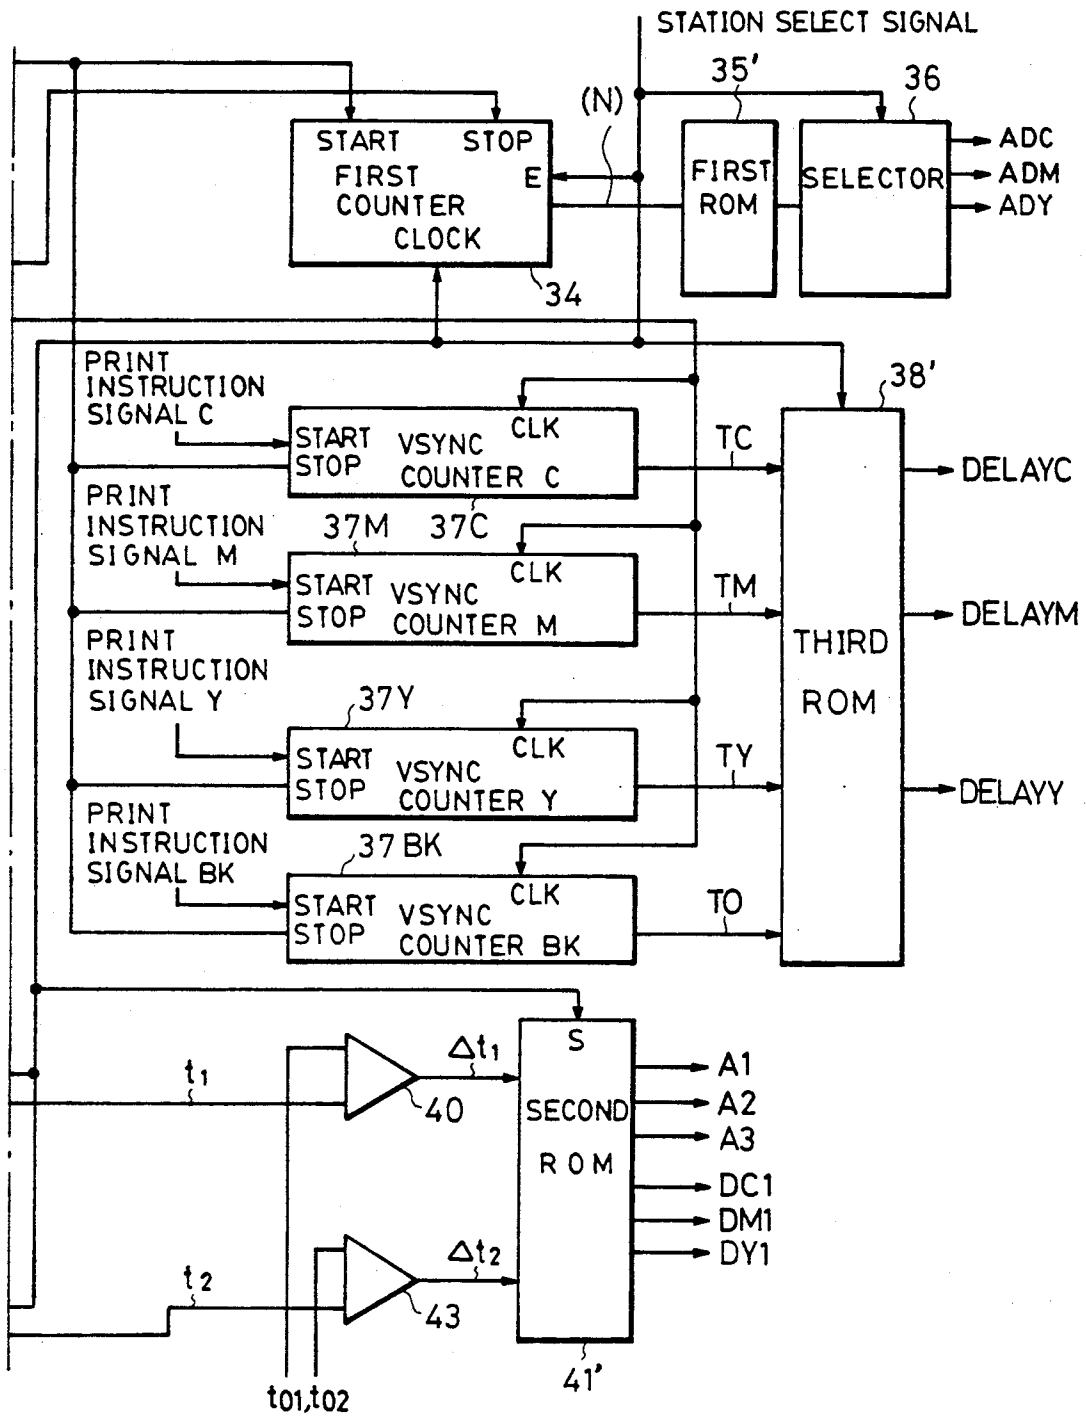 STATION SELECT SIGNAL
35'
36
(N)
START STOP
E
FIRST
COUNTER
CLOCK
34
FIRST
ROM
SELECTOR
ADC
ADM
ADY
PRINT
INSTRUCTION
SIGNAL C
START
STOP
CLK
VSYNC
COUNTER C
37C
TC
38'
DELAYC
PRINT
INSTRUCTION
SIGNAL M
37M
START
STOP
CLK
VSYNC
COUNTER M
TM
DELAYM
THIRD
ROM
PRINT
INSTRUCTION
SIGNAL Y
37Y
START
STOP
CLK
VSYNC
COUNTER Y
TY
DELAYY
PRINT
INSTRUCTION
SIGNAL BK
37BK
START
STOP
CLK
VSYNC
COUNTER BK
TO
t1
40
Δt1
S
SECOND
ROM
A1
A2
A3
DC1
DM1
DY1
t2
43
Δt2
41'
t01,t02